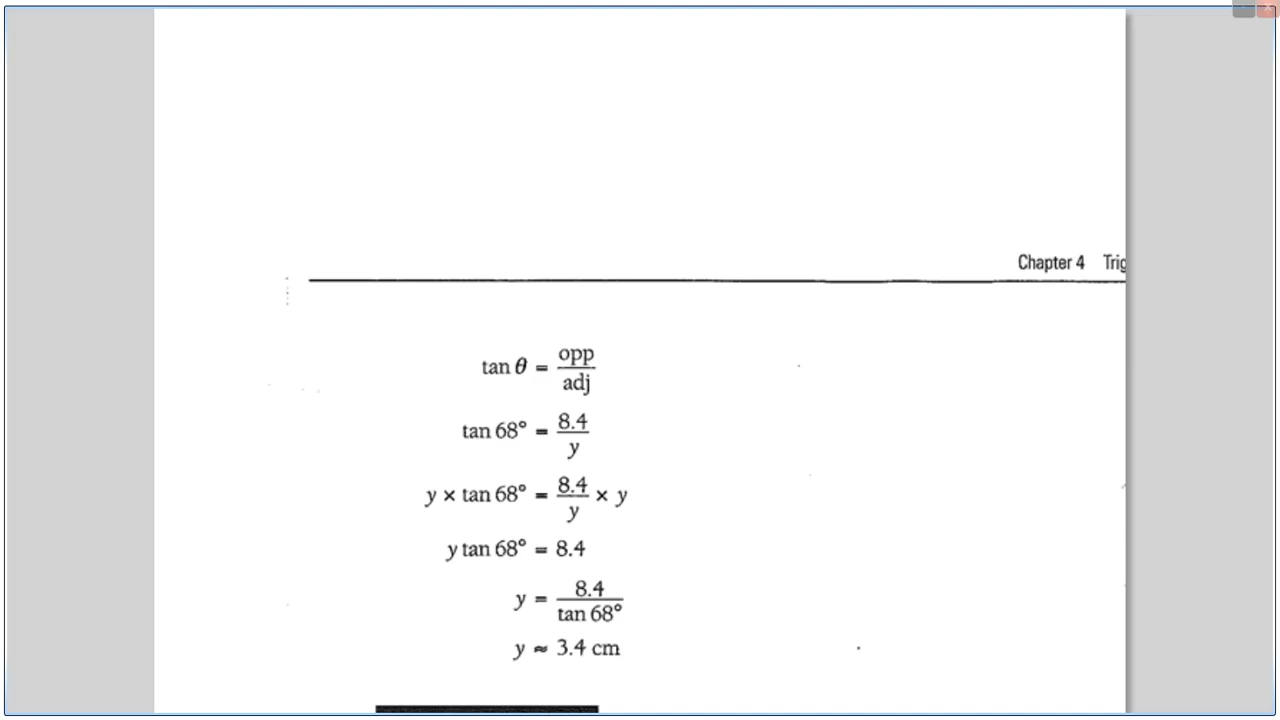 Chapter 4 Trig
tan θ = opp/adj
tan 68° = 8.4/y
y × tan 68° = 8.4/y × y
y tan 68° = 8.4
y = 8.4/tan 68°
y ≈ 3.4 cm